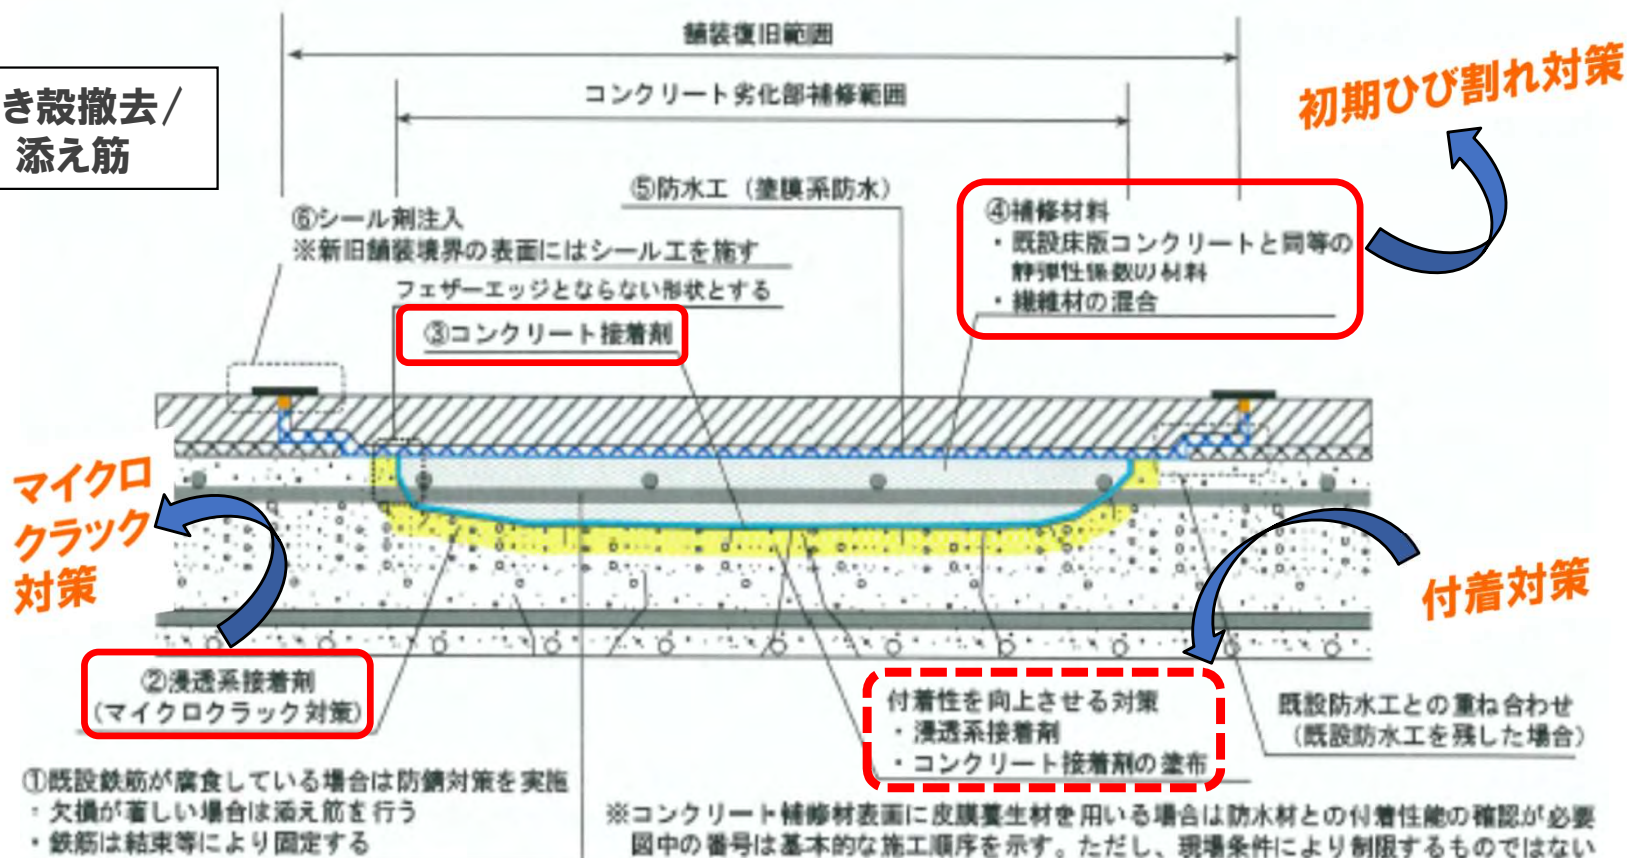 舗装復旧範囲
初期ひび割れ対策
き殻撤去/
添え筋
コンクリート劣化部補修範囲
⑤防水工（塗膜系防水）
⑥シール剤注入
※新旧舗装境界の表面にはシール工を施す
フェザーエッジとならない形状とする
③コンクリート接着剤
④補修材料
・既設床版コンクリートと同等の
静弾性係数の材料
・繊維材の混合
マイクロ
クラック
対策
付着対策
②浸透系接着剤
(マイクロクラック対策)
付着性を向上させる対策
・浸透系接着剤
・コンクリート接着剤の塗布
既設防水工との重ね合わせ
（既設防水工を残した場合）
①既設鉄筋が腐食している場合は防錆対策を実施
・欠損が著しい場合は添え筋を行う
・鉄筋は結束等により固定する
※コンクリート補修材表面に皮膜養生材を用いる場合は防水材との付着性能の確認が必要
図中の番号は基本的な施工順序を示す。ただし、現場条件により制限するものではない